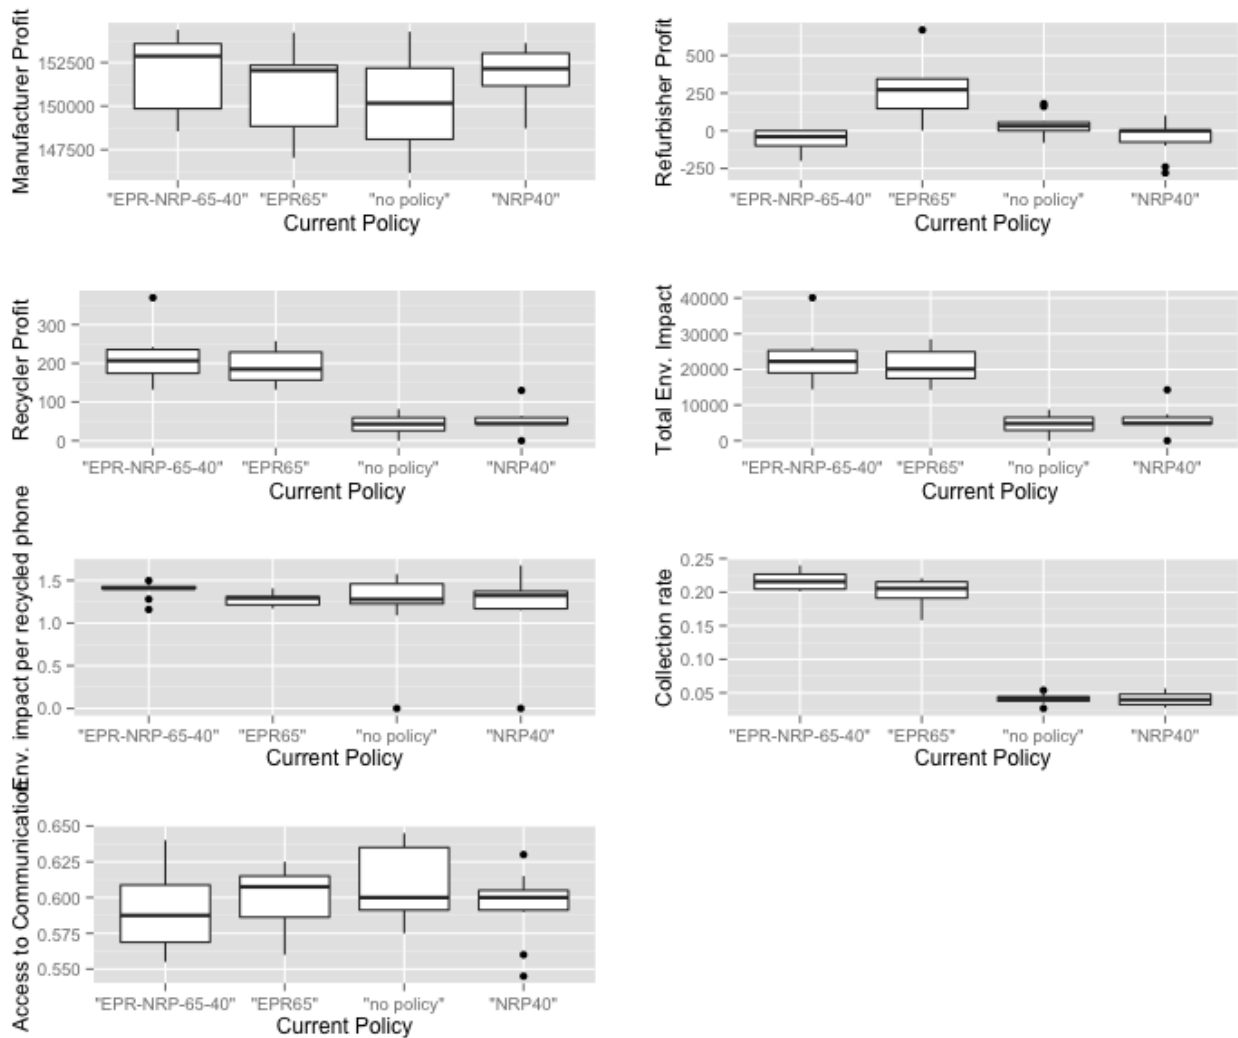 Manufacturer Profit
152500
150000
147500
"EPR-NRP-65-40" "EPR65" "no policy" "NRP40"
Current Policy
Refurbisher Profit
500
250
0
-250
"EPR-NRP-65-40" "EPR65" "no policy" "NRP40"
Current Policy
Recycler Profit
300
200
100
0
"EPR-NRP-65-40" "EPR65" "no policy" "NRP40"
Current Policy
Total Env. Impact
40000
30000
20000
10000
0
"EPR-NRP-65-40" "EPR65" "no policy" "NRP40"
Current Policy
Env. impact per recycled phone
1.5
1.0
0.5
0.0
"EPR-NRP-65-40" "EPR65" "no policy" "NRP40"
Current Policy
Collection rate
0.25
0.20
0.15
0.10
0.05
"EPR-NRP-65-40" "EPR65" "no policy" "NRP40"
Current Policy
Access to Communication
0.650
0.625
0.600
0.575
0.550
"EPR-NRP-65-40" "EPR65" "no policy" "NRP40"
Current Policy